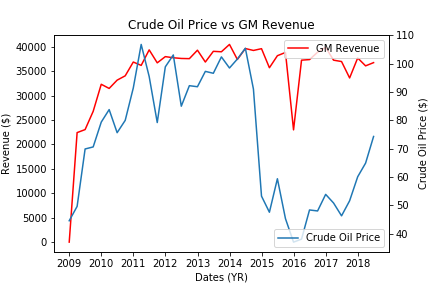 Crude Oil Price vs GM Revenue
40000
35000
30000
25000
20000
15000
10000
5000
0
Revenue ($)
110
100
90
80
70
60
50
40
Crude Oil Price ($)
GM Revenue
Crude Oil Price
2009 2010 2011 2012 2013 2014 2015 2016 2017 2018
Dates (YR)